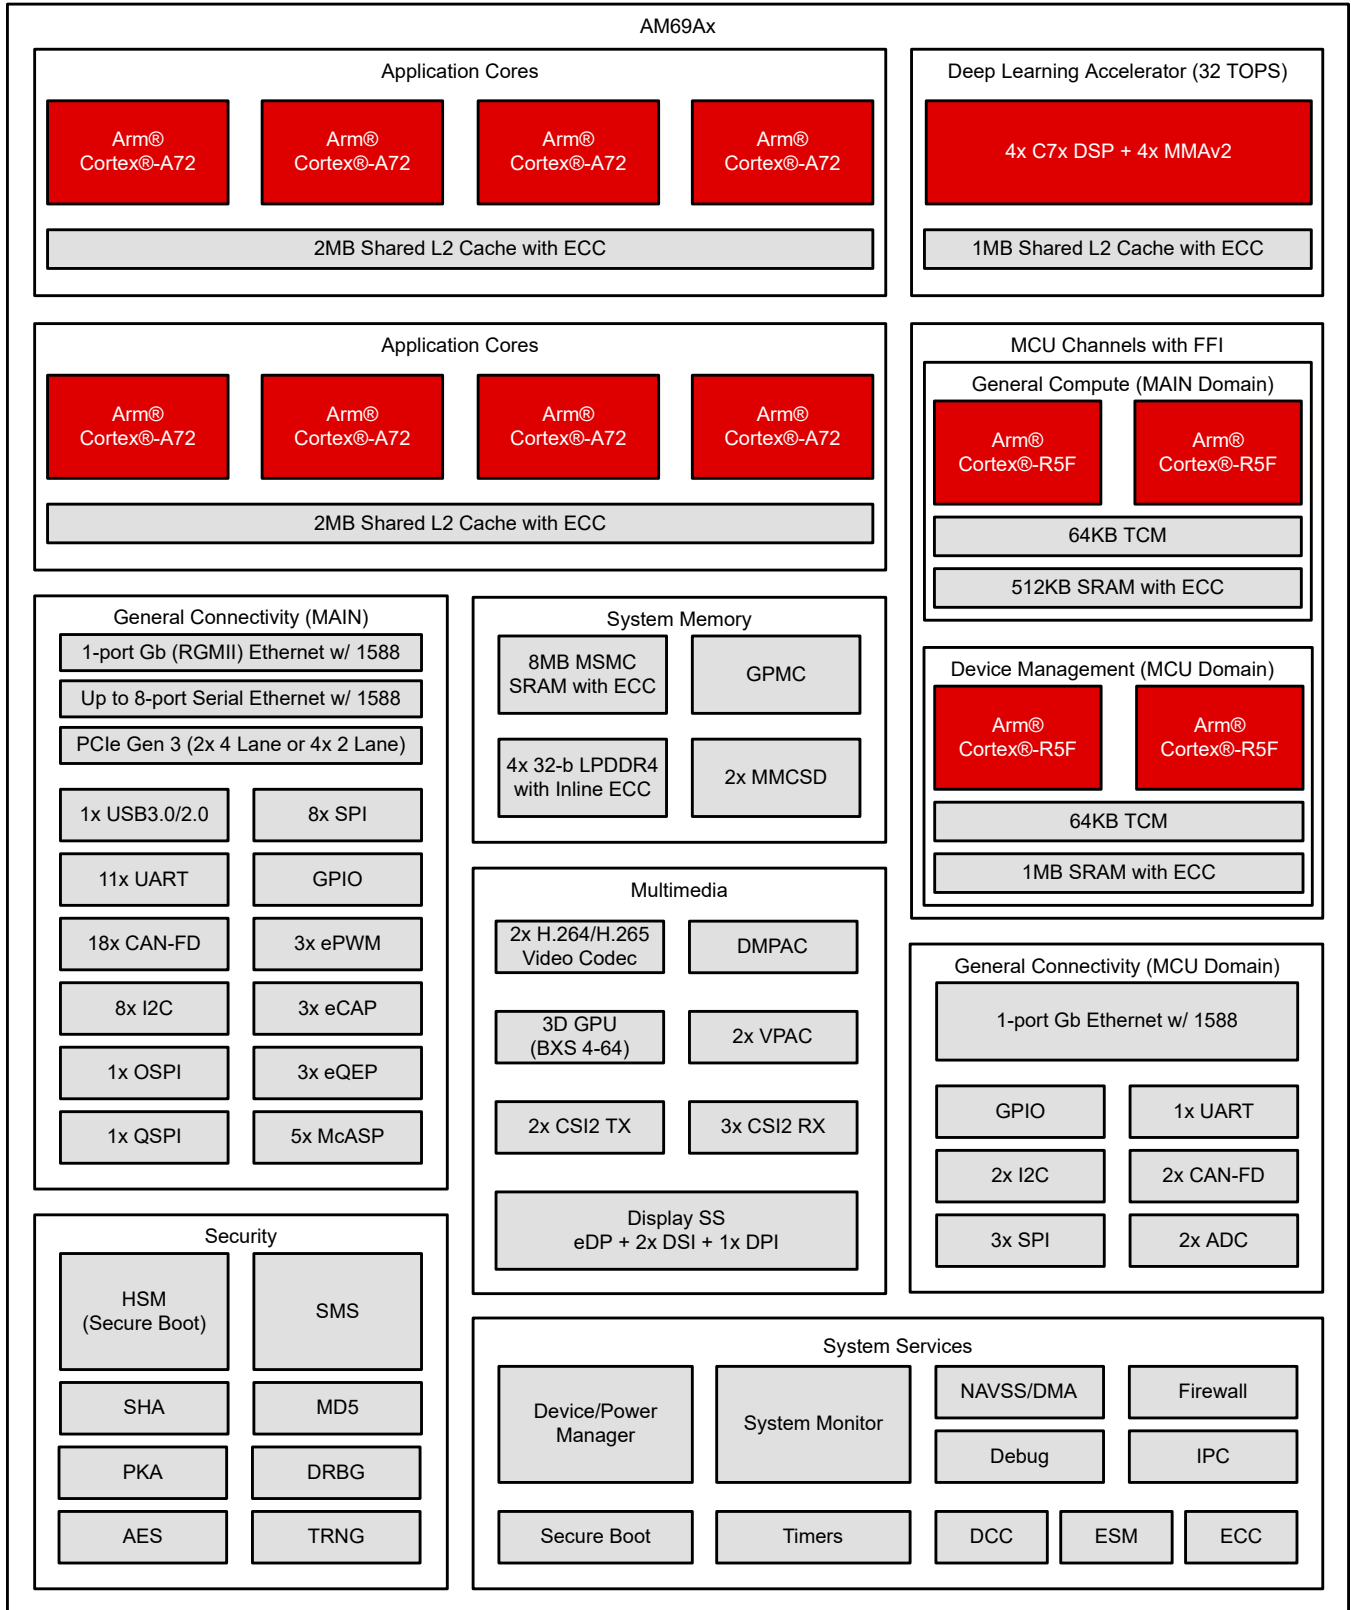 AM69Ax
Application Cores
Arm®
Cortex®-A72
Arm®
Cortex®-A72
Arm®
Cortex®-A72
Arm®
Cortex®-A72
2MB Shared L2 Cache with ECC
Deep Learning Accelerator (32 TOPS)
4x C7x DSP + 4x MMAv2
1MB Shared L2 Cache with ECC
Application Cores
Arm®
Cortex®-A72
Arm®
Cortex®-A72
Arm®
Cortex®-A72
Arm®
Cortex®-A72
2MB Shared L2 Cache with ECC
MCU Channels with FFI
General Compute (MAIN Domain)
Arm®
Cortex®-R5F
Arm®
Cortex®-R5F
64KB TCM
512KB SRAM with ECC
Device Management (MCU Domain)
Arm®
Cortex®-R5F
Arm®
Cortex®-R5F
64KB TCM
1MB SRAM with ECC
General Connectivity (MAIN)
1-port Gb (RGMII) Ethernet w/ 1588
Up to 8-port Serial Ethernet w/ 1588
PCIe Gen 3 (2x 4 Lane or 4x 2 Lane)
1x USB3.0/2.0
8x SPI
11x UART
GPIO
18x CAN-FD
3x ePWM
8x I2C
3x eCAP
1x OSPI
3x eQEP
1x QSPI
5x McASP
System Memory
8MB MSMC
SRAM with ECC
GPMC
4x 32-b LPDDR4
with Inline ECC
2x MMCSD
Multimedia
2x H.264/H.265
Video Codec
DMPAC
3D GPU
(BXS 4-64)
2x VPAC
2x CSI2 TX
3x CSI2 RX
Display SS
eDP + 2x DSI + 1x DPI
General Connectivity (MCU Domain)
1-port Gb Ethernet w/ 1588
GPIO
1x UART
2x I2C
2x CAN-FD
3x SPI
2x ADC
Security
HSM
(Secure Boot)
SMS
SHA
MD5
PKA
DRBG
AES
TRNG
System Services
Device/Power
Manager
System Monitor
NAVSS/DMA
Firewall
Debug
IPC
Secure Boot
Timers
DCC
ESM
ECC